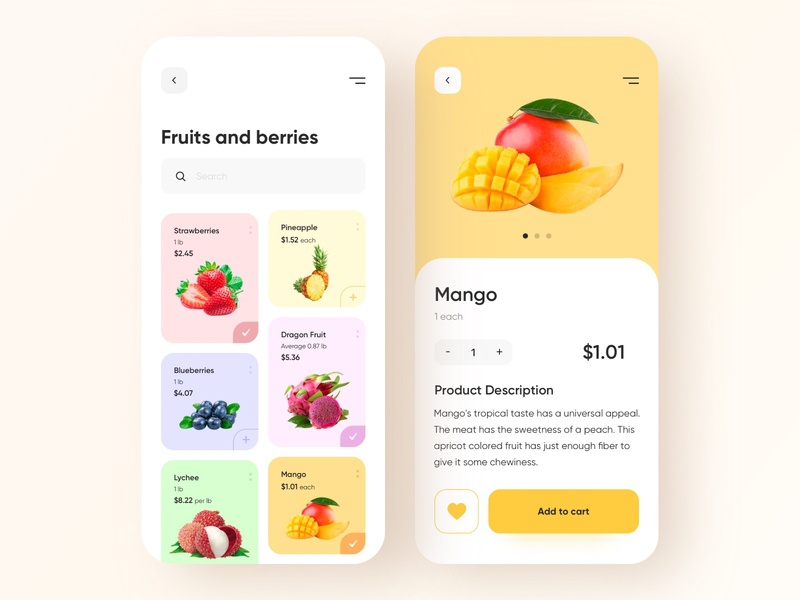 Fruits and berries
Search
Strawberries
1 lb
$2.45
Pineapple
$1.52 each
Blueberries
1 lb
$4.07
Dragon Fruit
Average 0.87 lb
$5.36
Lychee
1 lb
$8.22 per lb
Mango
$1.01 each
Mango
1 each
- 1 +
$1.01
Product Description
Mango's tropical taste has a universal appeal.
The meat has the sweetness of a peach. This
apricot colored fruit has just enough fiber to
give it some chewiness.
Add to cart